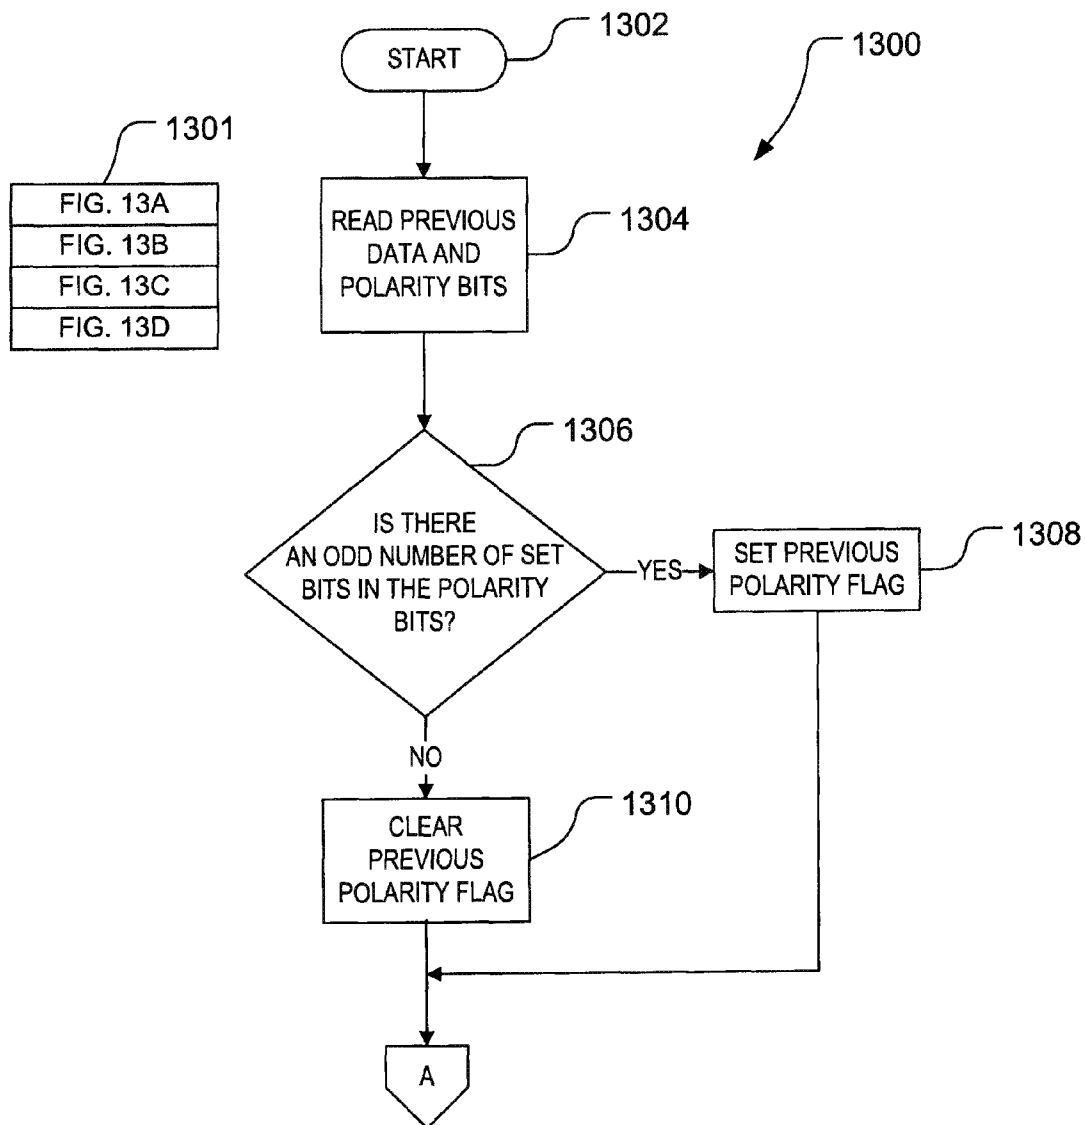 1302
START
1300
1301
FIG. 13A
FIG. 13B
FIG. 13C
FIG. 13D
READ PREVIOUS
DATA AND
POLARITY BITS
1304
1306
IS THERE
AN ODD NUMBER OF SET
BITS IN THE POLARITY
BITS?
YES
SET PREVIOUS
POLARITY FLAG
1308
NO
CLEAR
PREVIOUS
POLARITY FLAG
1310
A